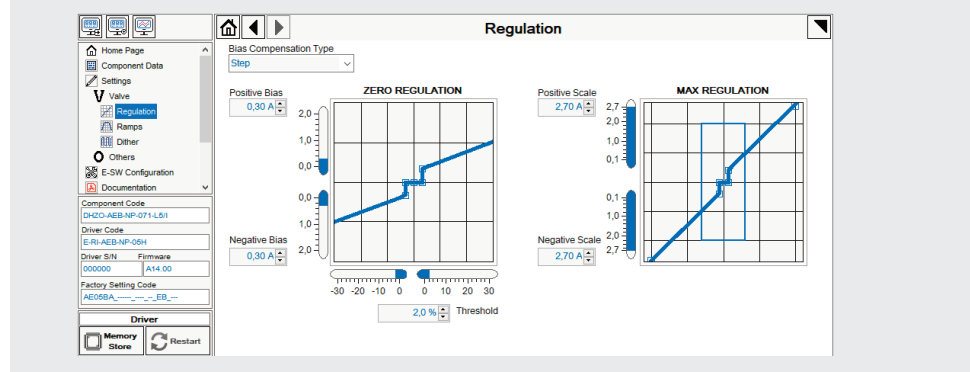 Regulation
Home Page
Component Data
Settings
Valve
Regulation
Ramps
Dither
Others
E-SW Configuration
Documentation
Component Code
DHZO-AEB-NP-071-L5/I
Driver Code
E-RI-AEB-NP-05H
Driver S/N Firmware
000000 A14.00
Factory Setting Code
AE05BA_-----_---_--_EB_---
Driver
Memory Store
Restart
Bias Compensation Type
Step
Positive Bias
0,30 A
ZERO REGULATION
2,0
1,0
0,0
0,0
1,0
2,0
Negative Bias
0,30 A
-30 -20 -10 0 0 10 20 30
2,0 % Threshold
Positive Scale
2,70 A
MAX REGULATION
2,7
2,0
1,0
0,1
0,1
1,0
2,0
2,7
Negative Scale
2,70 A